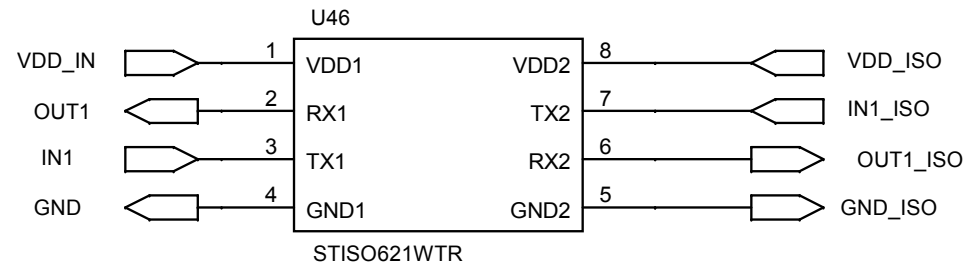 U46
VDD_IN 1 VDD1 VDD2 8 VDD_ISO
OUT1 2 RX1 TX2 7 IN1_ISO
IN1 3 TX1 RX2 6 OUT1_ISO
GND 4 GND1 GND2 5 GND_ISO
STISO621WTR